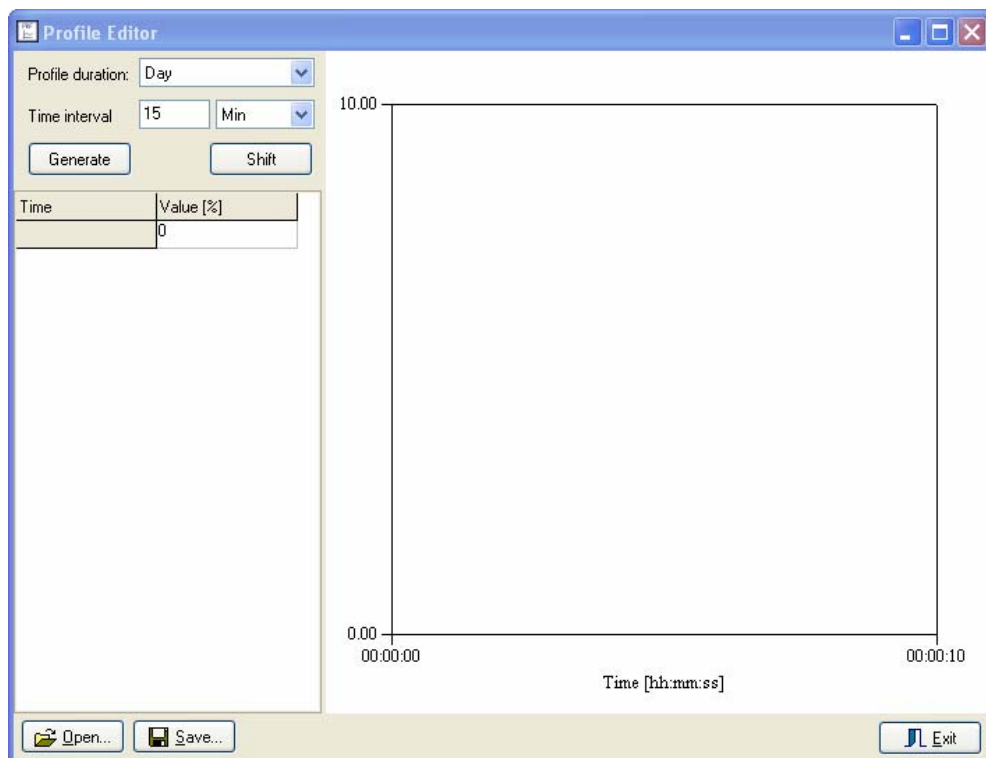 Profile Editor
Profile duration: Day
Time interval 15 Min
Generate Shift
Time Value [%]
0
10.00
0.00
00:00:00 00:00:10
Time [hh:mm:ss]
Open... Save... Exit